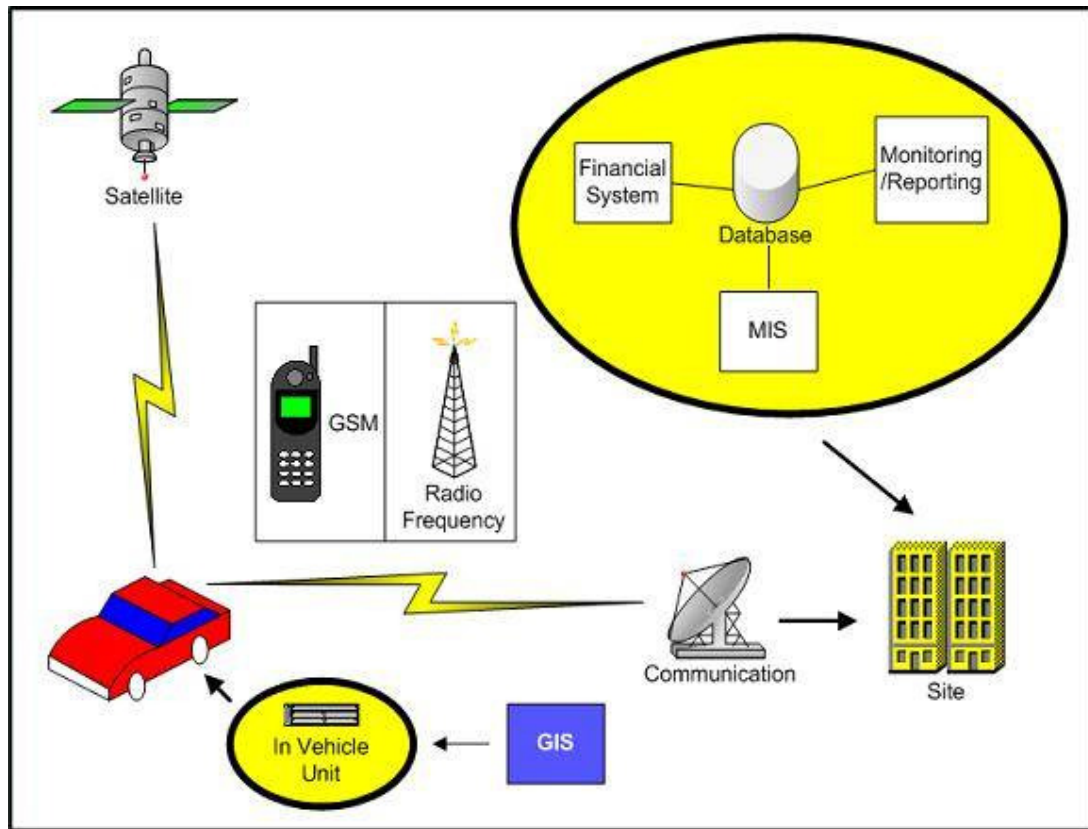 Satellite
Financial
System
Monitoring
/Reporting
Database
MIS
GSM
Radio
Frequency
Communication
Site
In Vehicle
Unit
GIS